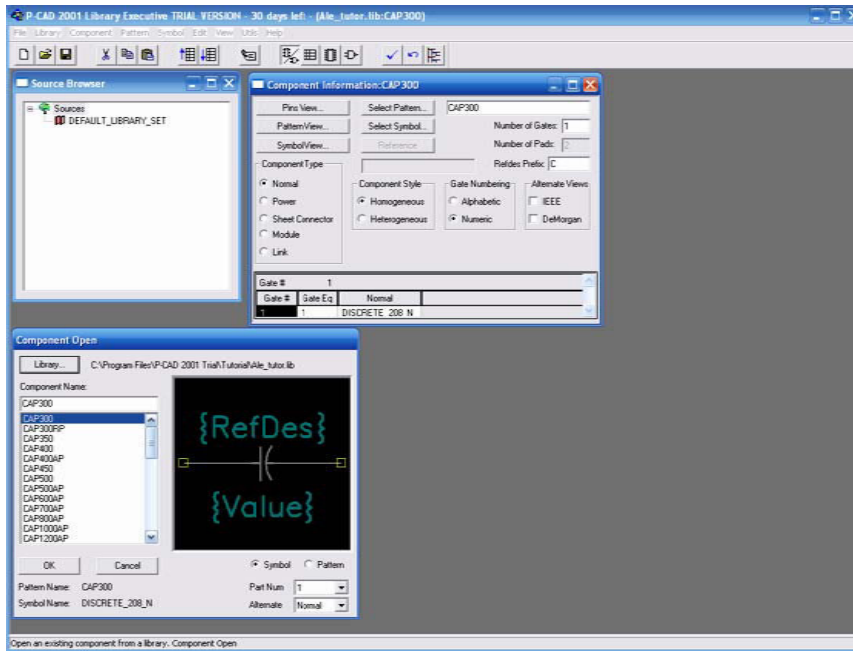 P-CAD 2001 Library Executive TRIAL VERSION - 30 days left - (Ale_tutor.lib:CAP300)
File Library Component Pattern Symbol Edit View Utils Help
Source Browser
Sources
DEFAULT_LIBRARY_SET
Component Information:CAP300
Pins View... Select Pattern... CAP300
PatternView... Select Symbol... Number of Gates: 1
SymbolView... Reference Number of Pads: 2
Refdes Prefix: C
Component Type
Normal
Power
Sheet Connector
Module
Link
Component Style
Homogeneous
Heterogeneous
Gate Numbering
Alphabetic
Numeric
Alternate Views
IEEE
DeMorgan
Gate # 1
Gate # Gate Eq Normal
1 1 DISCRETE_208_N
Component Open
Library... C:\Program Files\P-CAD 2001 Trial\Tutorial\Ale_tutor.lib
Component Name:
CAP300
CAP300
CAP300RP
CAP350
CAP400
CAP400AP
CAP450
CAP500
CAP500AP
CAP600AP
CAP700AP
CAP800AP
CAP1000AP
CAP1200AP
{RefDes}
{Value}
OK Cancel Symbol Pattern
Pattern Name: CAP300 Part Num 1
Symbol Name: DISCRETE_208_N Alternate Normal
Open an existing component from a library. Component Open